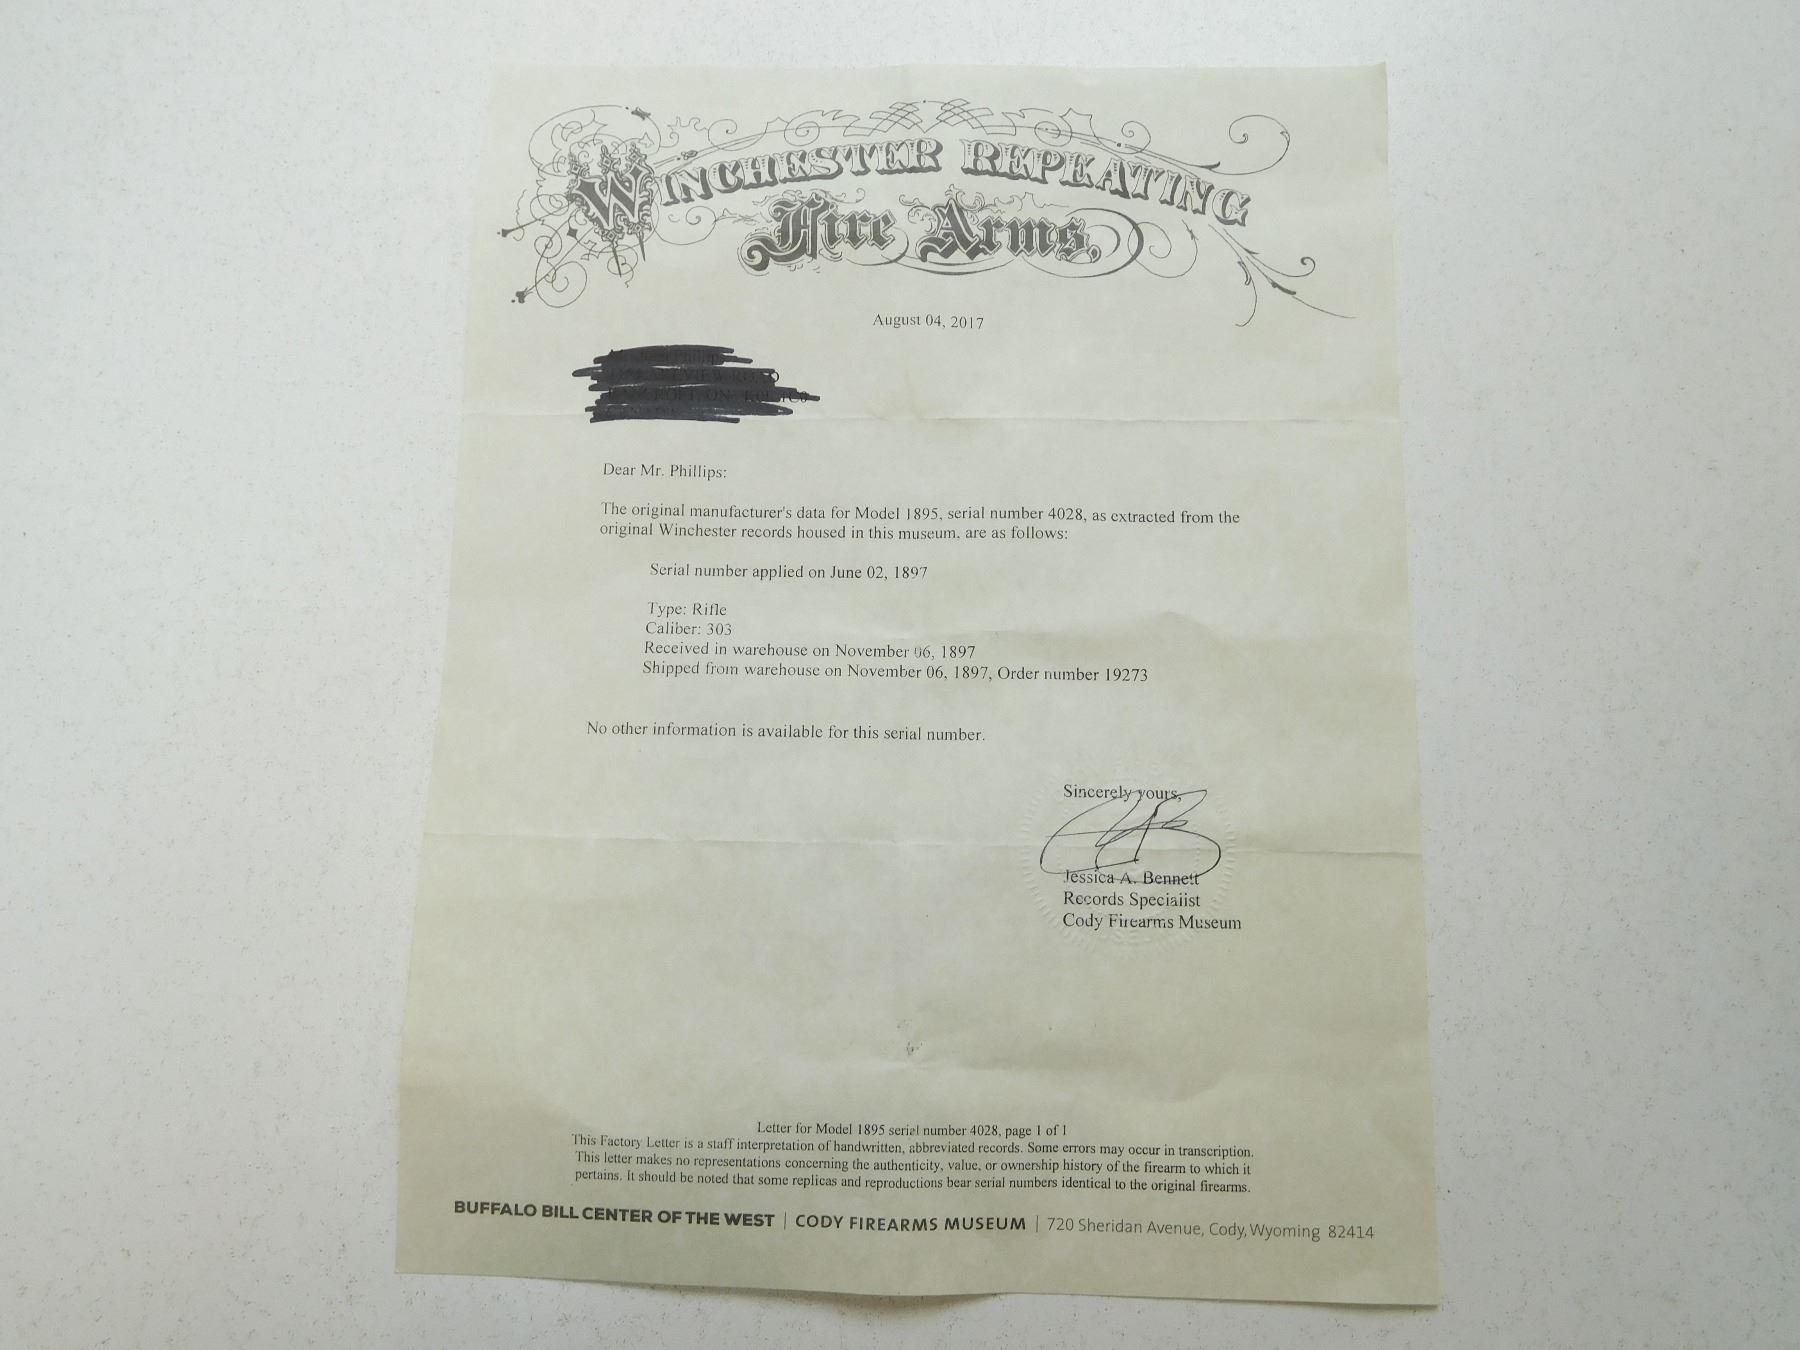 WINCHESTER REPEATING
Fire Arms,
August 04, 2017
Dear Mr. Phillips:
The original manufacturer's data for Model 1895, serial number 4028, as extracted from the
original Winchester records housed in this museum, are as follows:
Serial number applied on June 02, 1897
Type: Rifle
Caliber: 303
Received in warehouse on November 06, 1897
Shipped from warehouse on November 06, 1897, Order number 19273
No other information is available for this serial number.
Sincerely yours,
Jessica A. Bennett
Records Specialist
Cody Firearms Museum
Letter for Model 1895 serial number 4028, page 1 of 1
This Factory Letter is a staff interpretation of handwritten, abbreviated records. Some errors may occur in transcription.
This letter makes no representations concerning the authenticity, value, or ownership history of the firearm to which it
pertains. It should be noted that some replicas and reproductions bear serial numbers identical to the original firearms.
BUFFALO BILL CENTER OF THE WEST | CODY FIREARMS MUSEUM | 720 Sheridan Avenue, Cody, Wyoming 82414